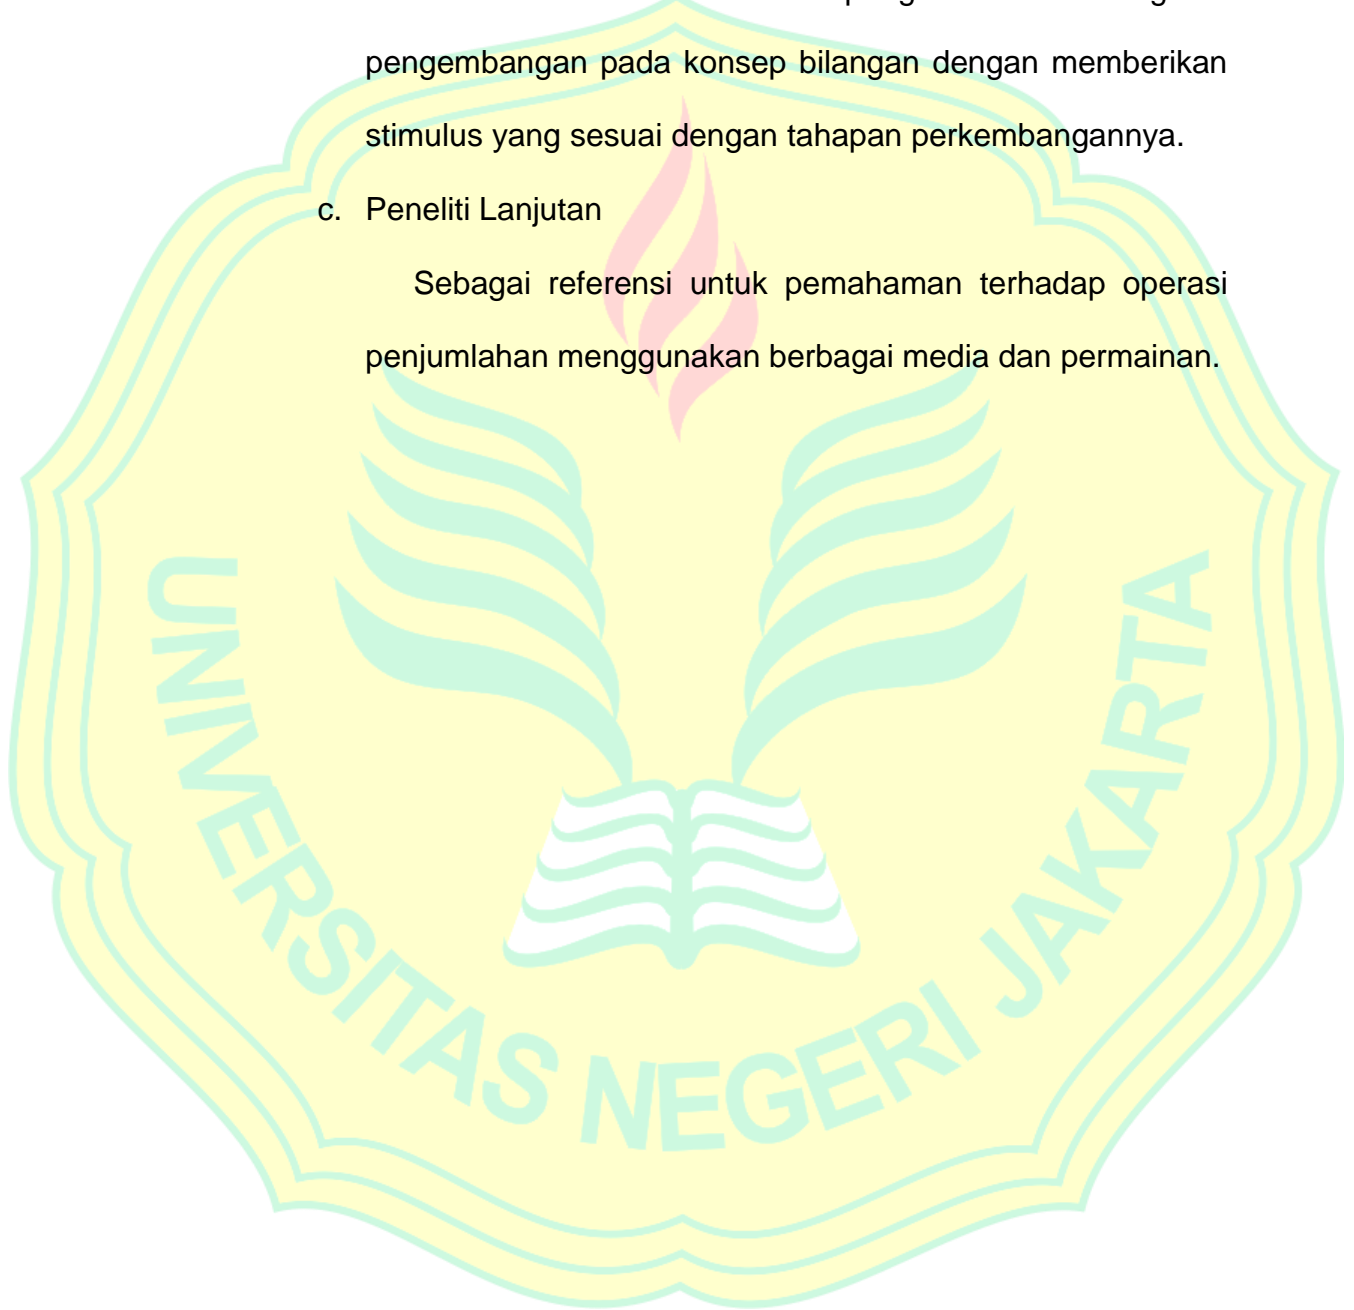 pengembangan pada konsep bilangan dengan memberikan
stimulus yang sesuai dengan tahapan perkembangannya.
c. Peneliti Lanjutan
Sebagai referensi untuk pemahaman terhadap operasi
penjumlahan menggunakan berbagai media dan permainan.
UNIVERSITAS NEGERI JAKARTA